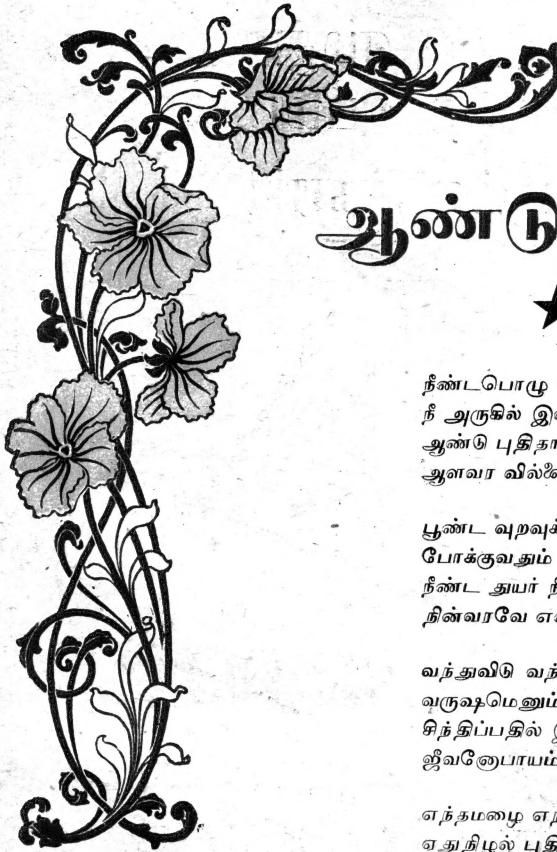 ஆண்டு
நீண்டபொழு
நீ அருகில்
ஆண்டு புதிதா
ஆளவர வில்லை
பூண்ட வுறவுக்
போக்குவதும்
நீண்ட துயர்
நின்வரவே
வந்துவிடு வந்
வருஷமெனும்
சிந்திப்பதில்
ஜீவனோபாயம்
எந்தமழை எந்
ஏதுநிழல் புதி